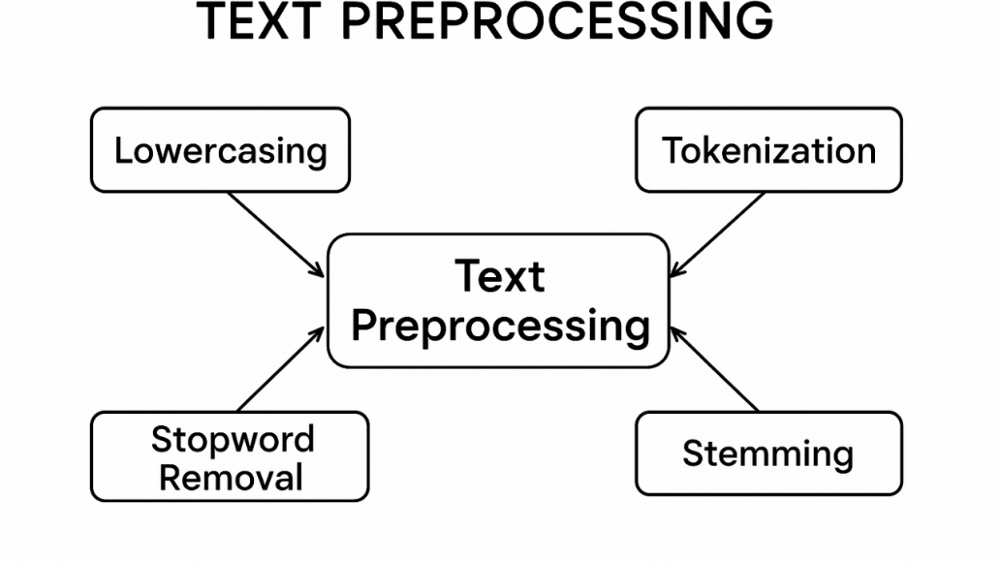 TEXT PREPROCESSING
Lowercasing
Tokenization
Text
Preprocessing
Stopword
Removal
Stemming